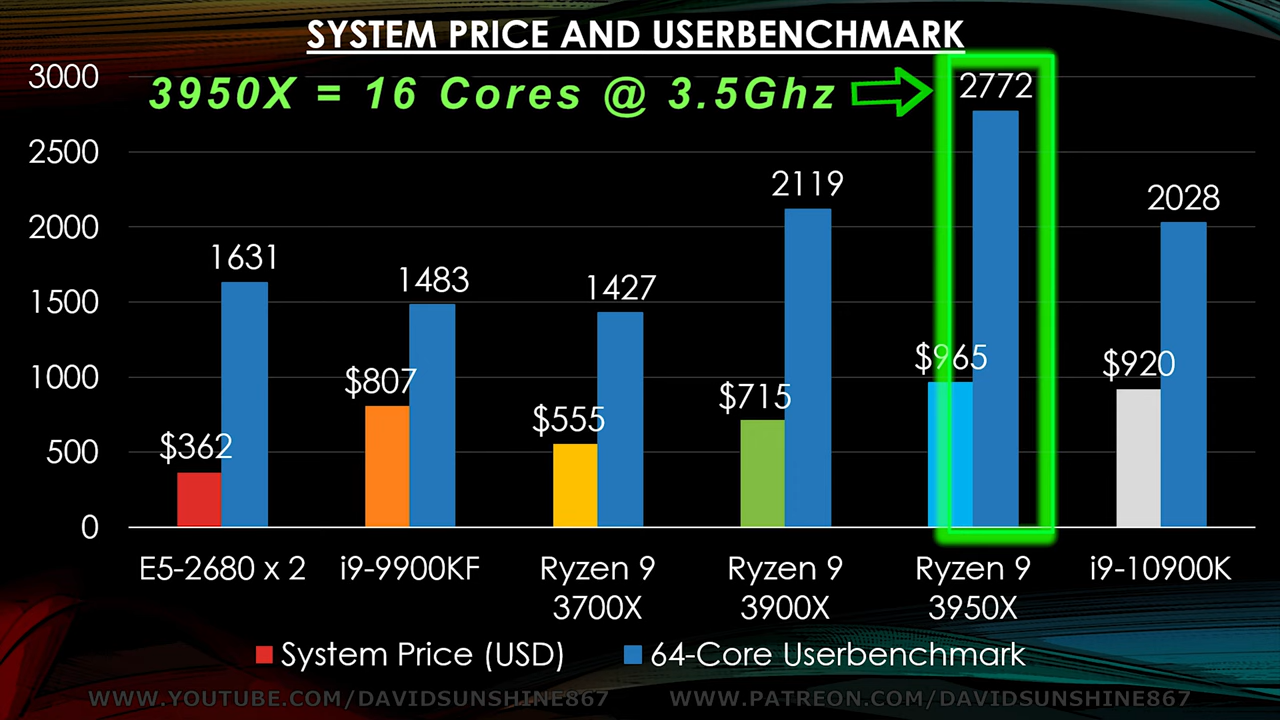 SYSTEM PRICE AND USERBENCHMARK
3950X = 16 Cores @ 3.5Ghz
3000
2500
2000
1500
1000
500
0
$362
1631
$807
1483
$555
1427
$715
2119
$965
2772
$920
2028
E5-2680 x 2
i9-9900KF
Ryzen 9
3700X
Ryzen 9
3900X
Ryzen 9
3950X
i9-10900K
System Price (USD)
64-Core Userbenchmark
WWW.YOUTUBE.COM/DAVIDSUNSHINE867
WWW.PATREON.COM/DAVIDSUNSHINE867